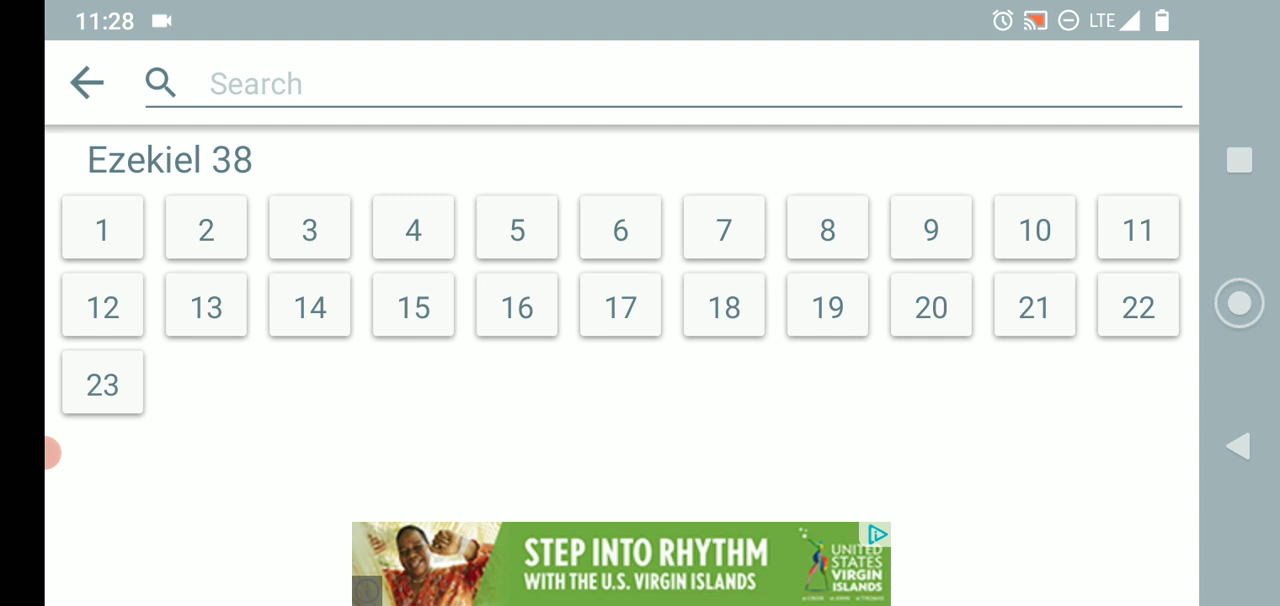 11:28
LTE
Search
Ezekiel 38
1 2 3 4 5 6 7 8 9 10 11
12 13 14 15 16 17 18 19 20 21 22
23
STEP INTO RHYTHM
WITH THE U.S. VIRGIN ISLANDS
UNITED
STATES
VIRGIN
ISLANDS